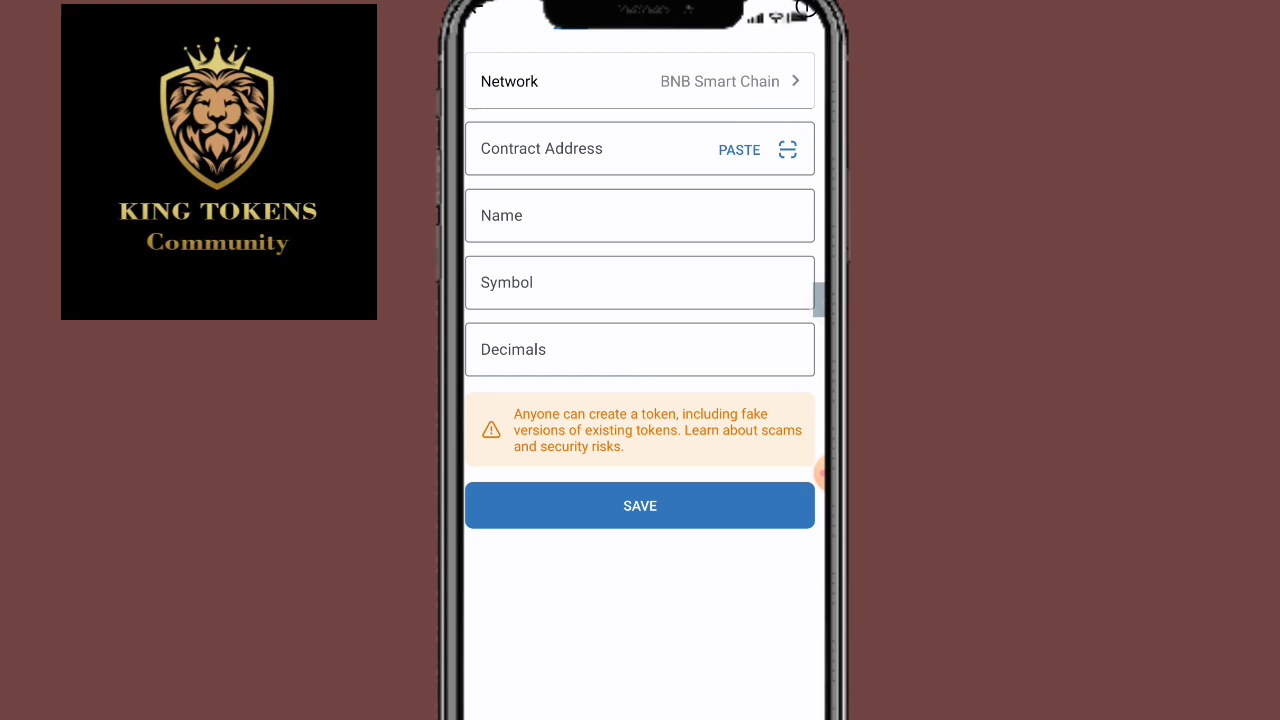 KING TOKENS
Community
Network BNB Smart Chain
Contract Address PASTE
Name
Symbol
Decimals
Anyone can create a token, including fake
versions of existing tokens. Learn about scams
and security risks.
SAVE